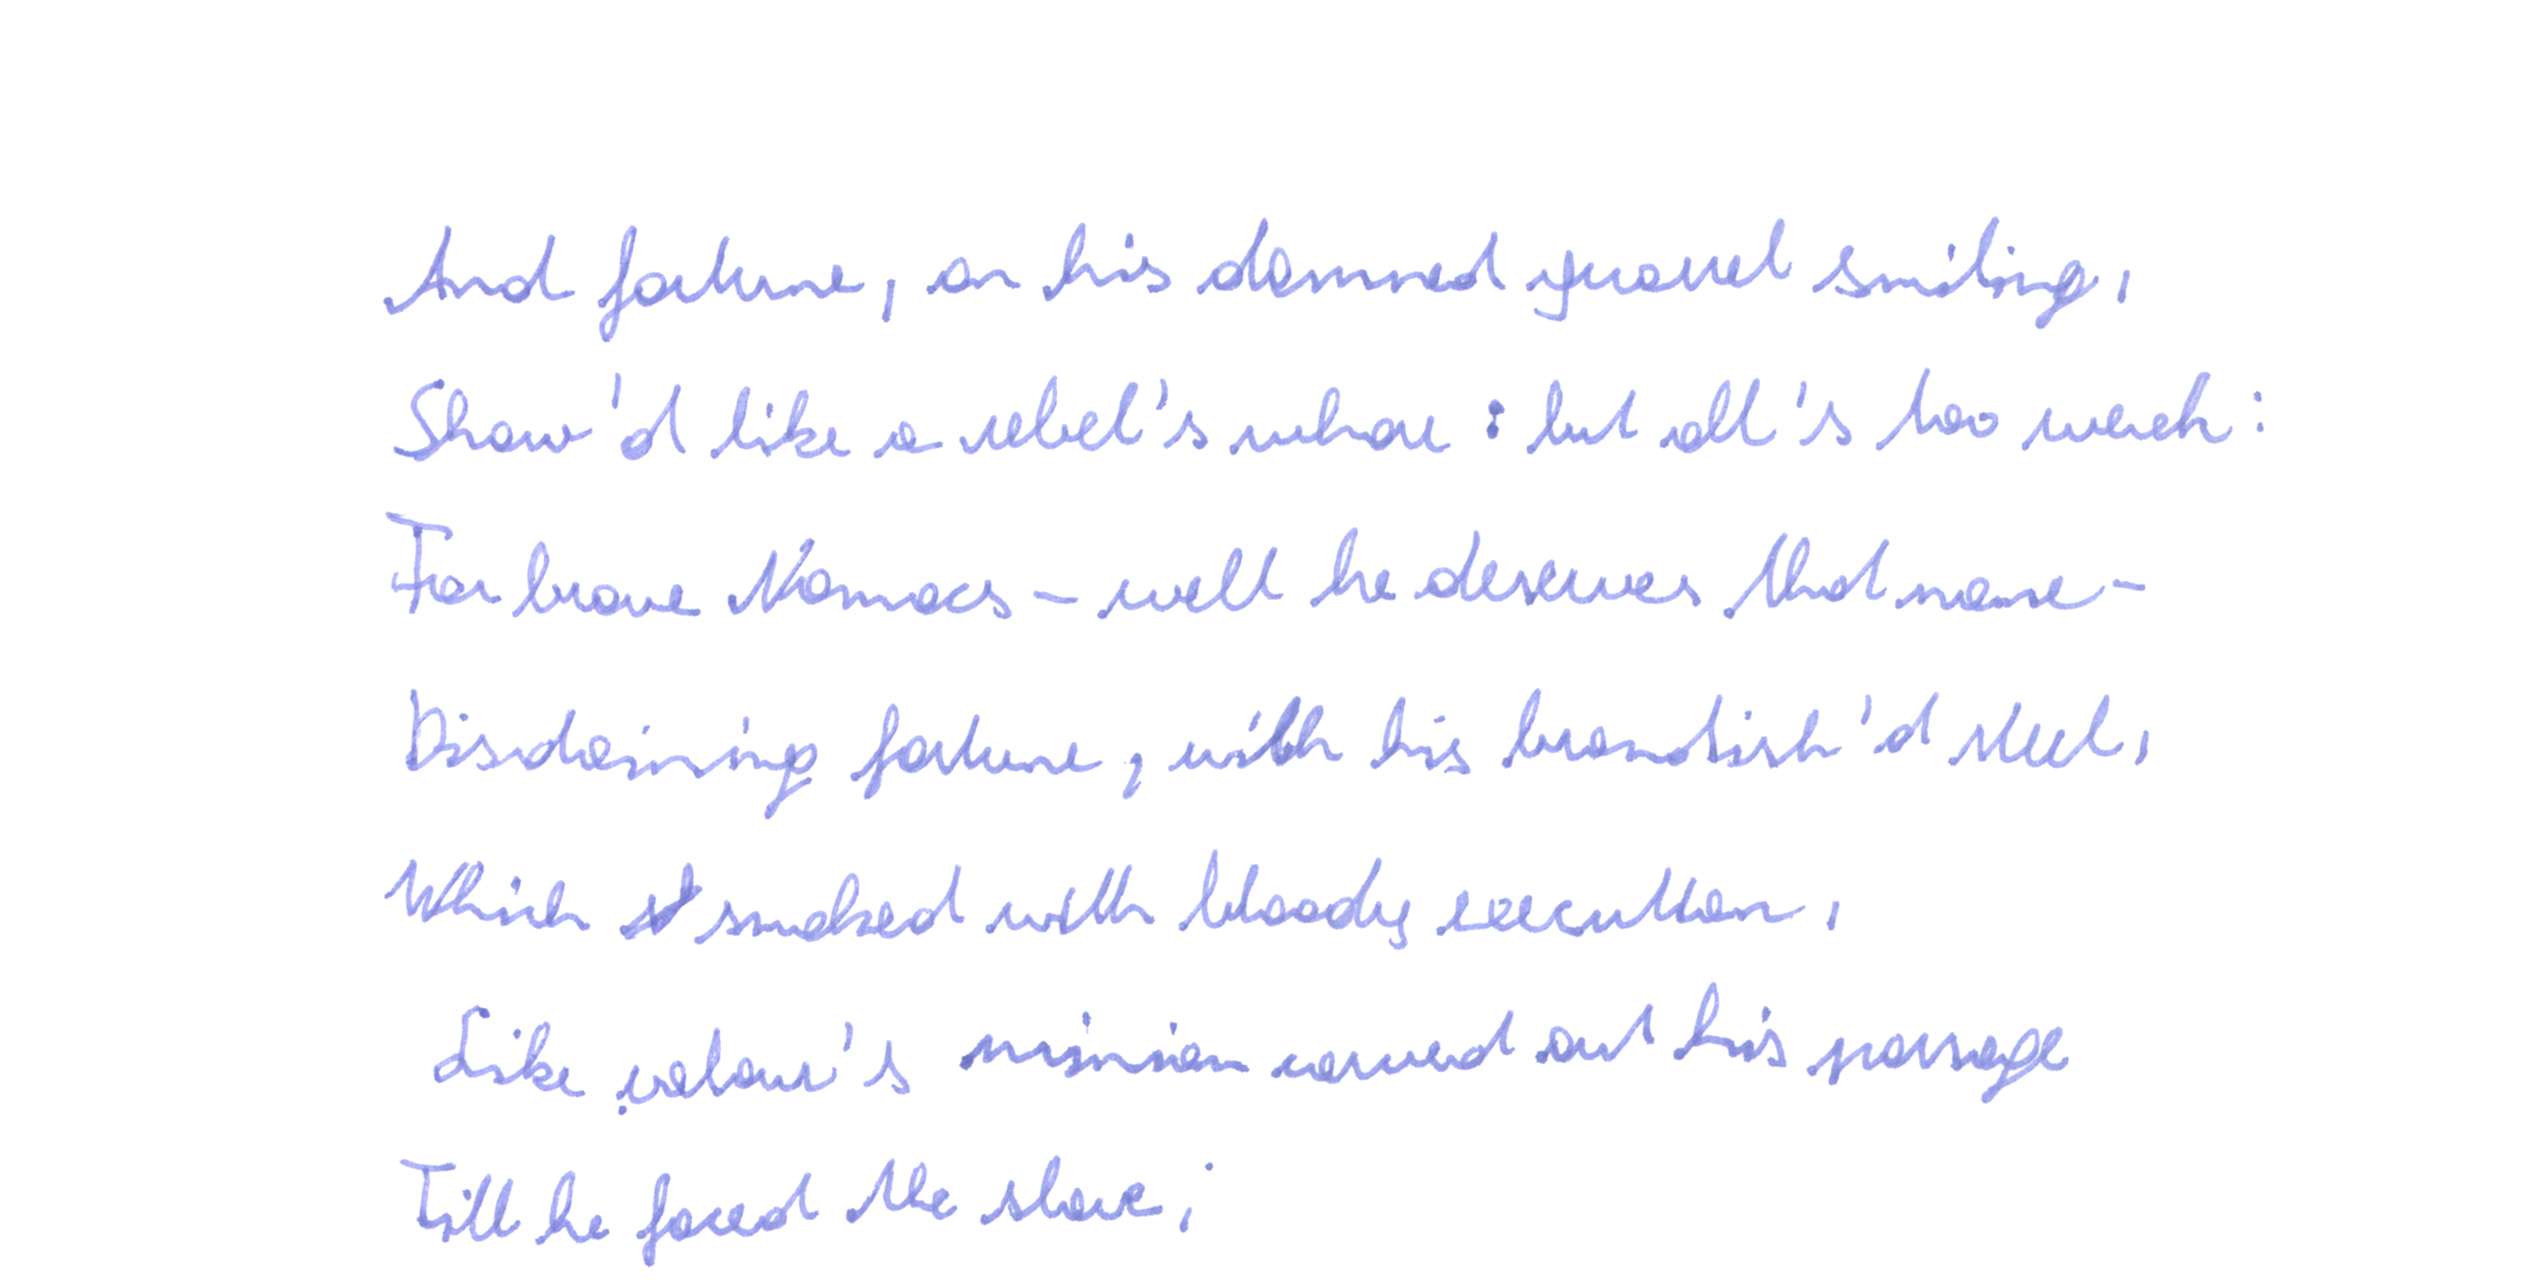 And fortune, on his damned quarrel smiling,
Show'd like a rebel's whore : but all's too weak :
For brave Nomacs - well he deserves that name -
Disdaining fortune, with his brandish'd steel,
Which smoked with bloody execution,
Like valour's minion carved out his passage
Till he faced the slave;